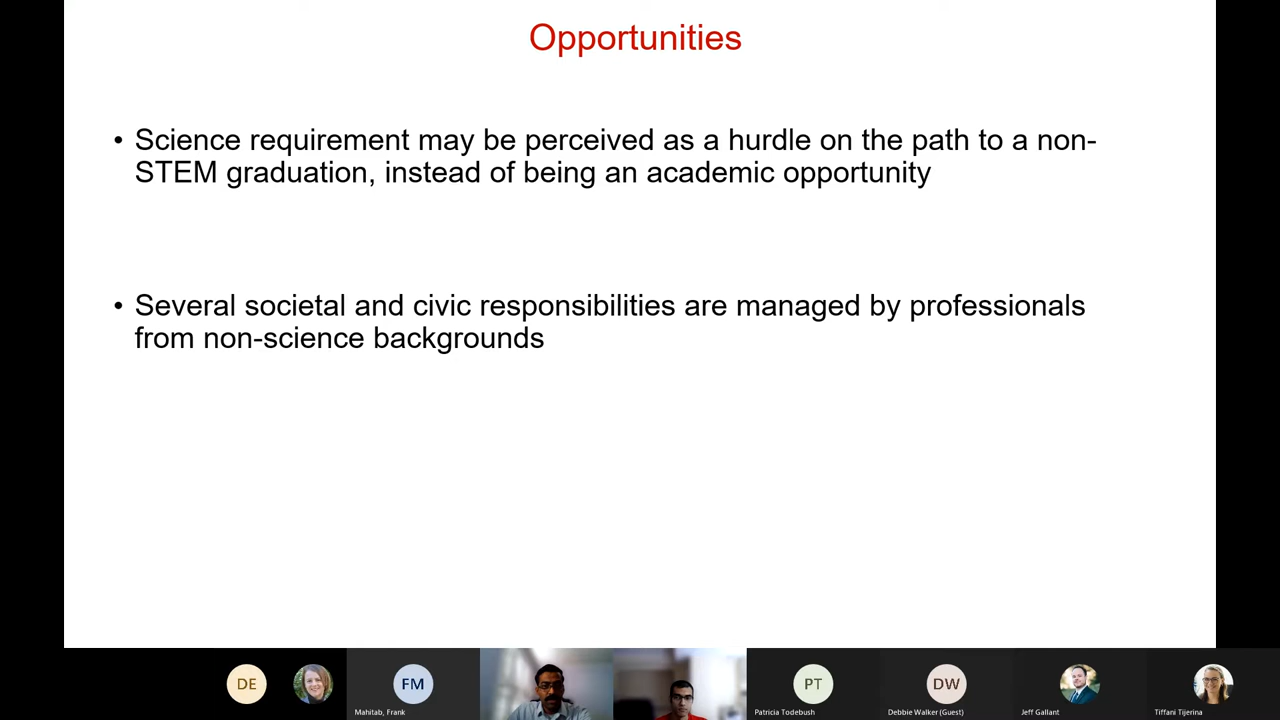 Opportunities
• Science requirement may be perceived as a hurdle on the path to a non-
STEM graduation, instead of being an academic opportunity
• Several societal and civic responsibilities are managed by professionals
from non-science backgrounds
DE
FM
PT
DW
Mahitab, Frank
Patricia Todebush
Debbie Walker (Guest)
Jeff Gallant
Tiffani Tijerina